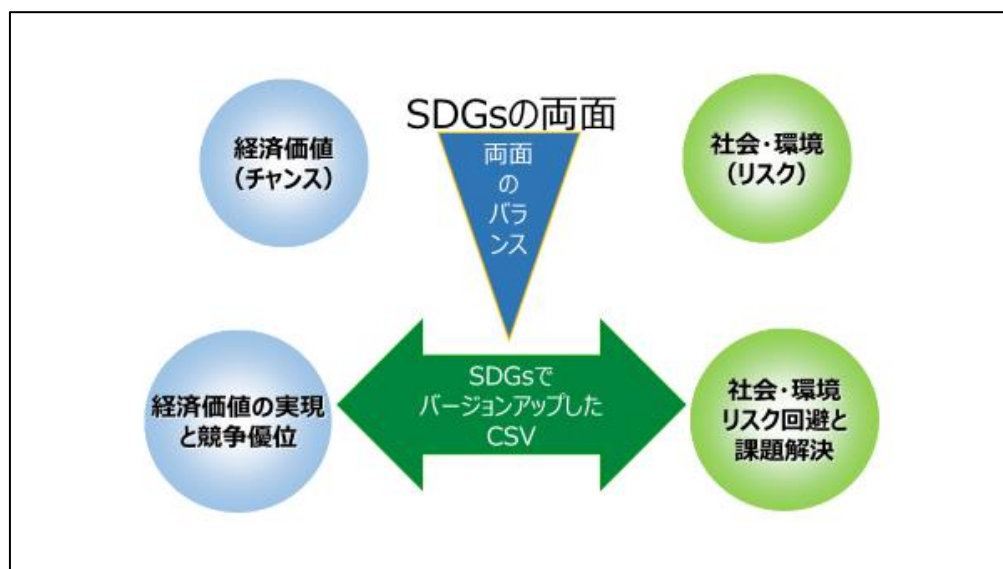 SDGsの両面
経済価値
（チャンス）
両面
の
バラ
ンス
社会・環境
（リスク）
経済価値の実現
と競争優位
SDGsで
バージョンアップした
CSV
社会・環境
リスク回避と
課題解決